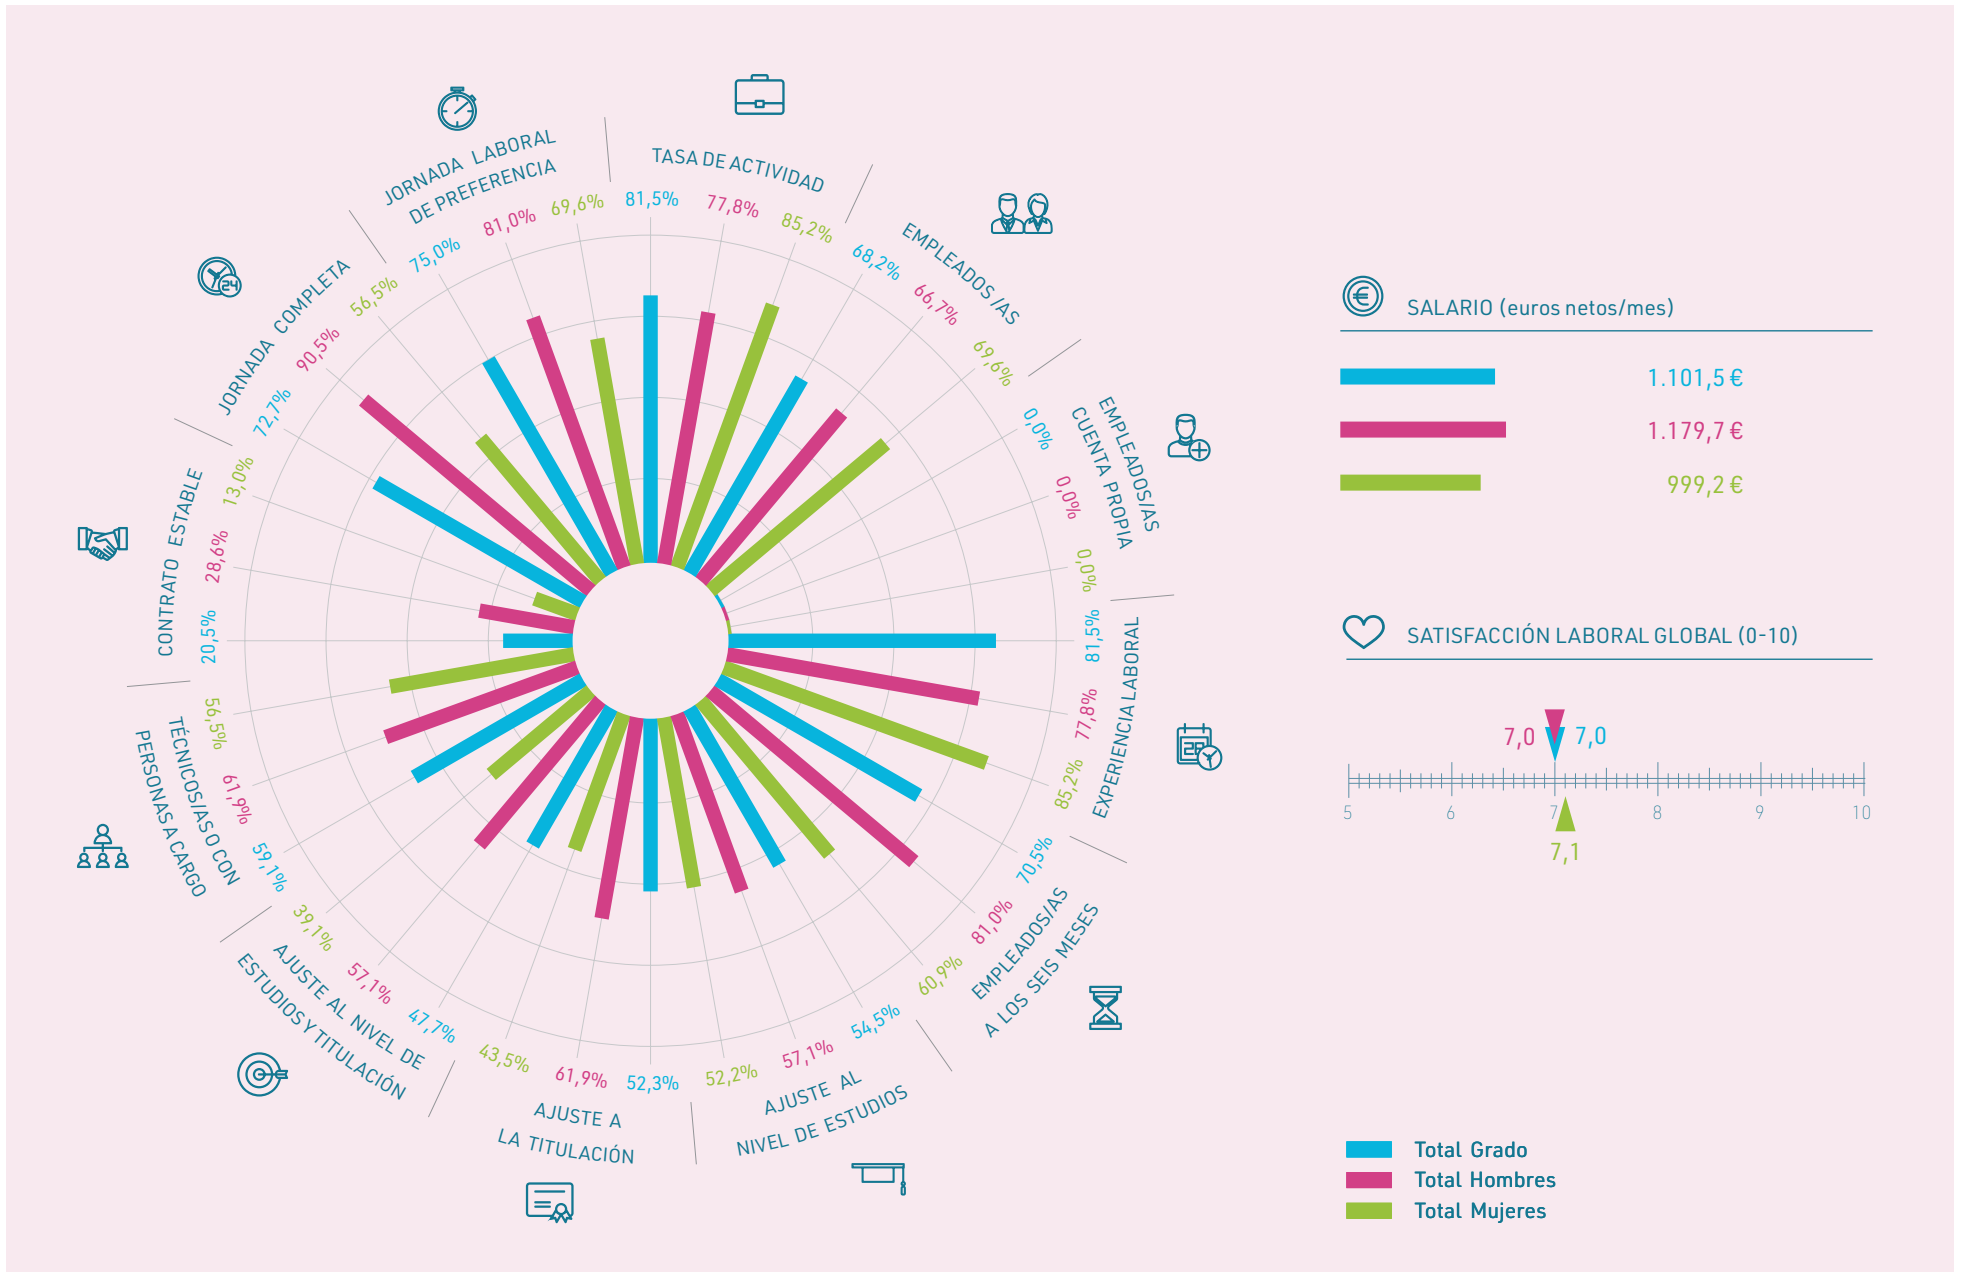 TASA DE ACTIVIDAD
81,5%
77,8%
85,2%
EMPLEADOS /AS
68,2%
66,7%
69,6%
EMPLEADOS/AS
CUENTA PROPIA
0,0%
0,0%
0,0%
EXPERIENCIA LABORAL
81,5%
77,8%
85,2%
EMPLEADOS/AS
A LOS SEIS MESES
70,5%
81,0%
60,9%
AJUSTE AL
NIVEL DE ESTUDIOS
54,5%
57,1%
52,2%
AJUSTE A
LA TITULACIÓN
52,3%
61,9%
43,5%
AJUSTE AL NIVEL DE
ESTUDIOS Y TITULACIÓN
47,7%
57,1%
39,1%
TÉCNICOS/AS CON
PERSONAS A CARGO
59,1%
61,9%
56,5%
CONTRATO ESTABLE
20,5%
28,6%
13,0%
JORNADA COMPLETA
72,7%
90,5%
56,5%
JORNADA LABORAL
DE PREFERENCIA
75,0%
81,0%
69,6%
24
28
€
SALARIO (euros netos/mes)
1.101,5 €
1.179,7 €
999,2 €
SATISFACCIÓN LABORAL GLOBAL (0-10)
7,0 7,0
5 6 7 8 9 10
7,1
Total Grado
Total Hombres
Total Mujeres